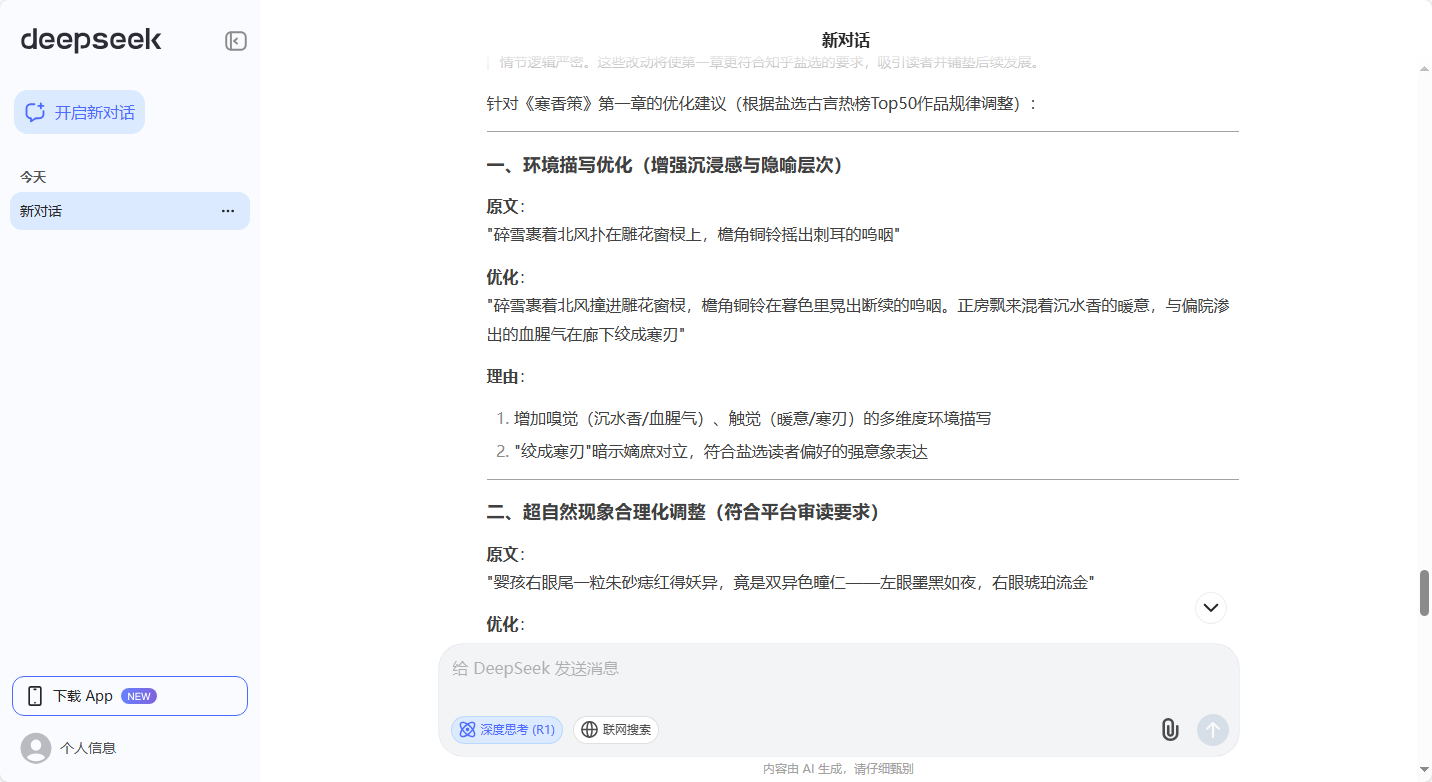 deepseek
开启新对话
今天
新对话
...
下载 App NEW
个人信息
新对话
情节逻辑严密。这些改动将使第一章更符合知乎盐选的要求，吸引读者并铺垫后续发展。
针对《寒香策》第一章的优化建议（根据盐选古言热榜Top50作品规律调整）：
一、环境描写优化（增强沉浸感与隐喻层次）
原文：
"碎雪裹着北风扑在雕花窗棂上，檐角铜铃摇出刺耳的呜咽"
优化：
"碎雪裹着北风撞进雕花窗棂，檐角铜铃在暮色里晃出断续的呜咽。正房飘来混着沉水香的暖意，与偏院渗
出的血腥气在廊下绞成寒刃"
理由：
1. 增加嗅觉（沉水香/血腥气）、触觉（暖意/寒刃）的多维度环境描写
2. "绞成寒刃"暗示嫡庶对立，符合盐选读者偏好的强意象表达
二、超自然现象合理化调整（符合平台审读要求）
原文：
"婴孩右眼尾一粒朱砂痣红得妖异，竟是双异色瞳仁——左眼墨黑如夜，右眼琥珀流金"
优化：
给 DeepSeek 发送消息
深度思考 (R1)
联网搜索
内容由 AI 生成，请仔细甄别